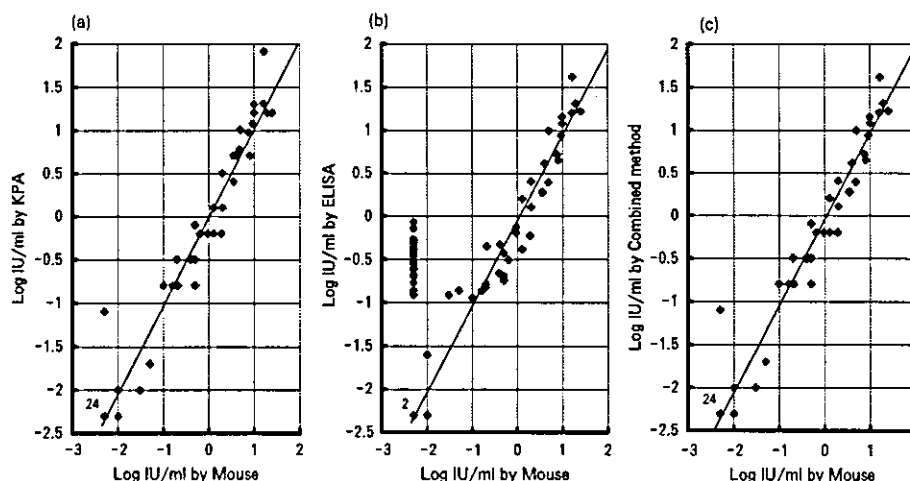 (a)
2
1.5
1
0.5
0
−0.5
−1
−1.5
−2
−2.5
Log IU/ml by KPA
24
−3 −2 −1 0 1 2
Log IU/ml by Mouse
(b)
2
1.5
1
0.5
0
−0.5
−1
−1.5
−2
−2.5
Log IU/ml by ELISA
2
−3 −2 −1 0 1 2
Log IU/ml by Mouse
(c)
2
1.5
1
0.5
0
−0.5
−1
−1.5
−2
−2.5
Log IU/ml by Combined method
24
−3 −2 −1 0 1
Log IU/ml by Mouse